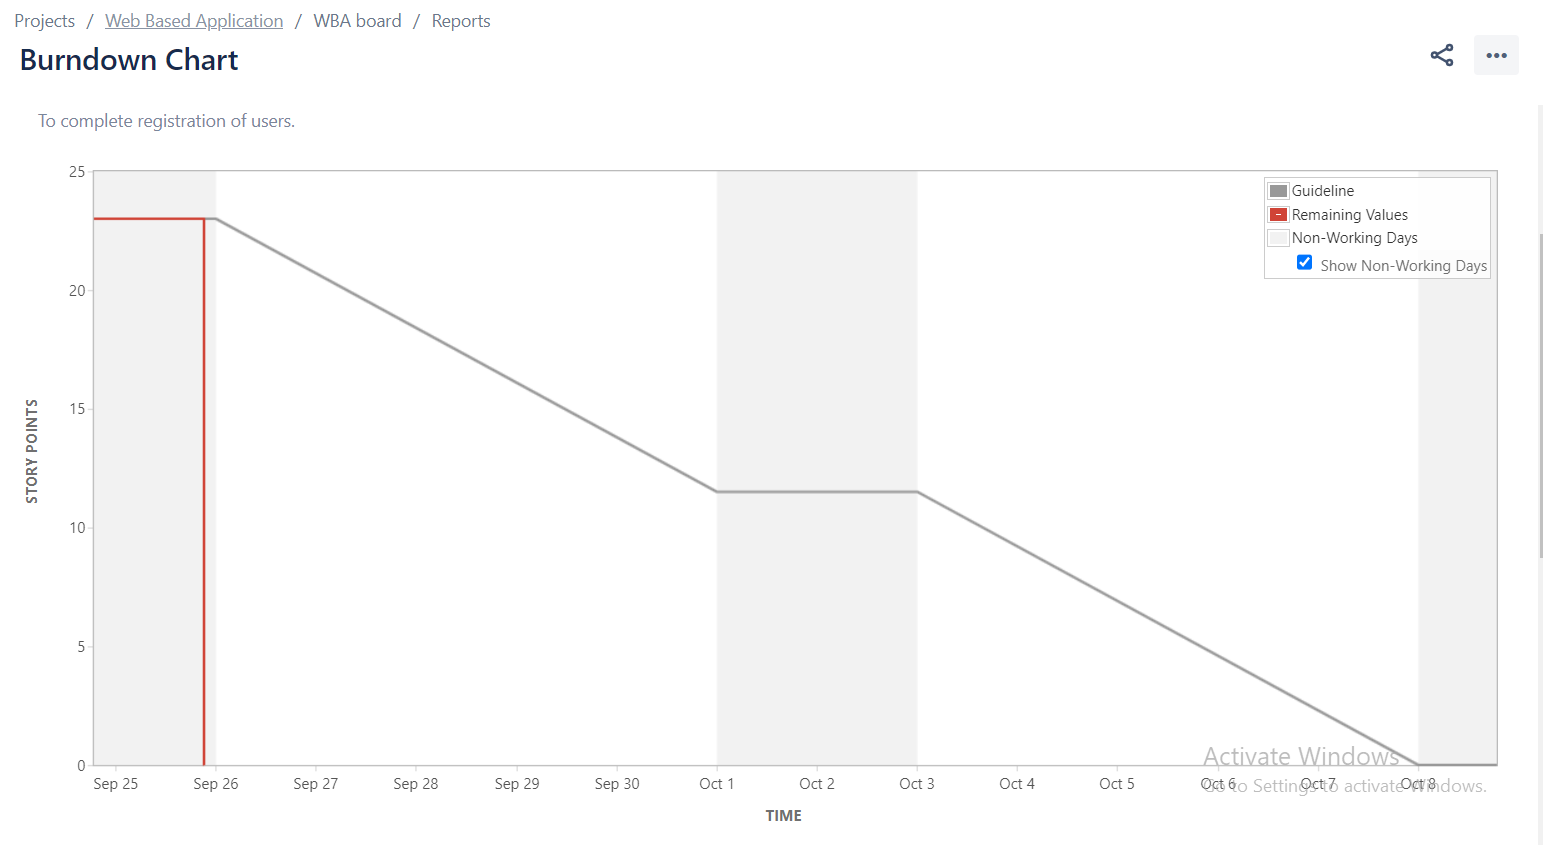 Projects / Web Based Application / WBA board / Reports
Burndown Chart
To complete registration of users.
25
20
15
10
5
0
STORY POINTS
Guideline
Remaining Values
Non-Working Days
Show Non-Working Days
Sep 25 Sep 26 Sep 27 Sep 28 Sep 29 Sep 30 Oct 1 Oct 2 Oct 3 Oct 4 Oct 5 Oct 6 Oct 7 Oct 8
TIME
Activate Windows
Go to Settings to activate Windows.